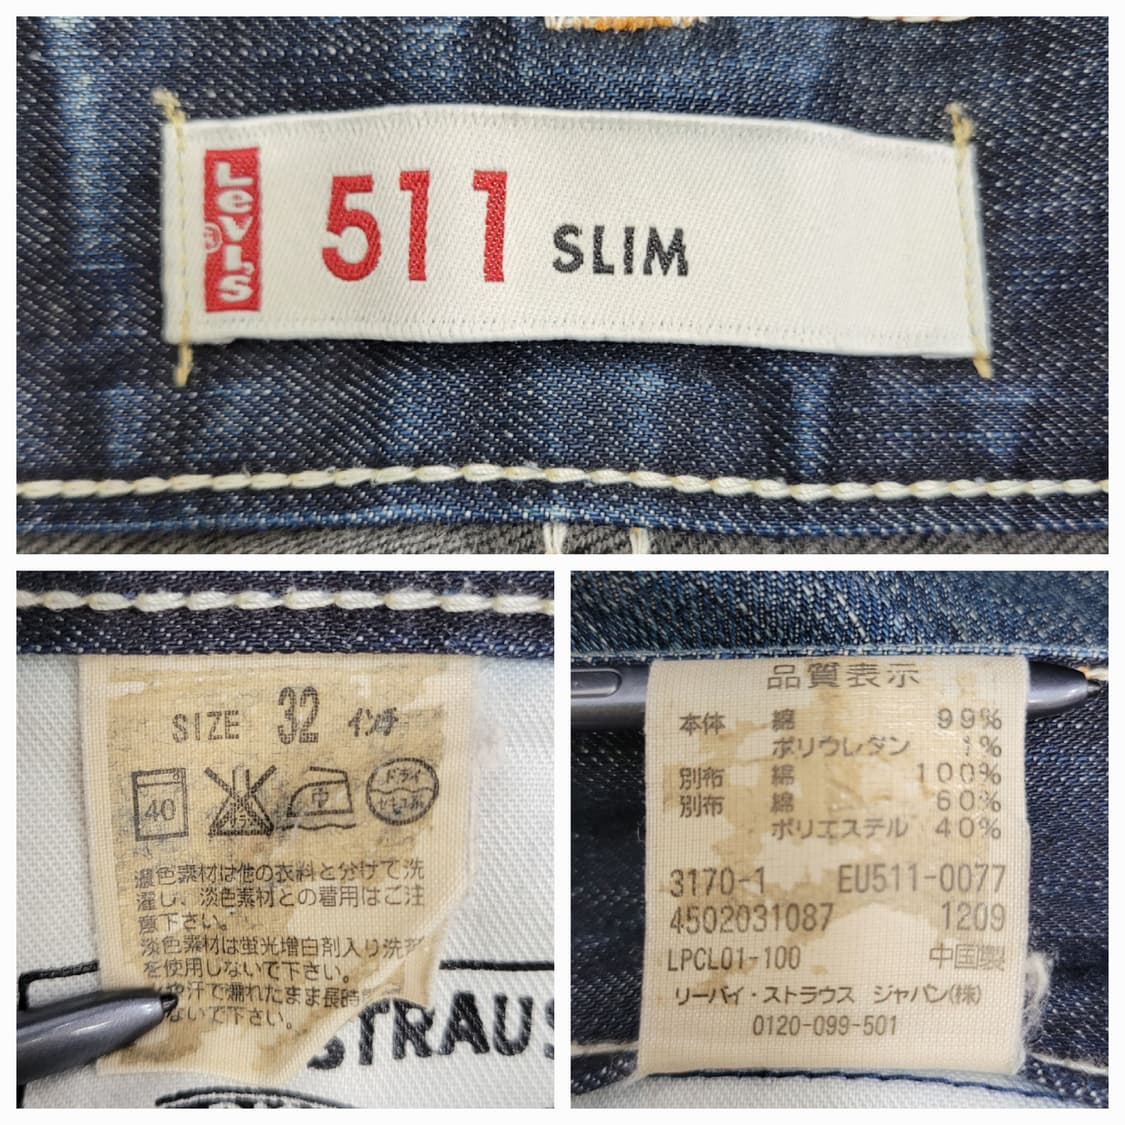 Levi's
511 SLIM
SIZE 32 インチ
40
ドライ
セキユ系
濃色素材は他の衣料と分けて洗
濯し、淡色素材との着用はご注
意下さい。
淡色素材は蛍光増白剤入り洗剤
を使用しないで下さい。
や汗で濡れたまま長時
ないで下さい。
STRAUS
品質表示
本体 綿 99%
ポリウレタン 1%
別布 綿 100%
別布 綿 60%
ポリエステル 40%
3170-1 EU511-0077
4502031087 1209
LPCL01-100 中国製
リーバイ・ストラウス ジャパン(株)
0120-099-501